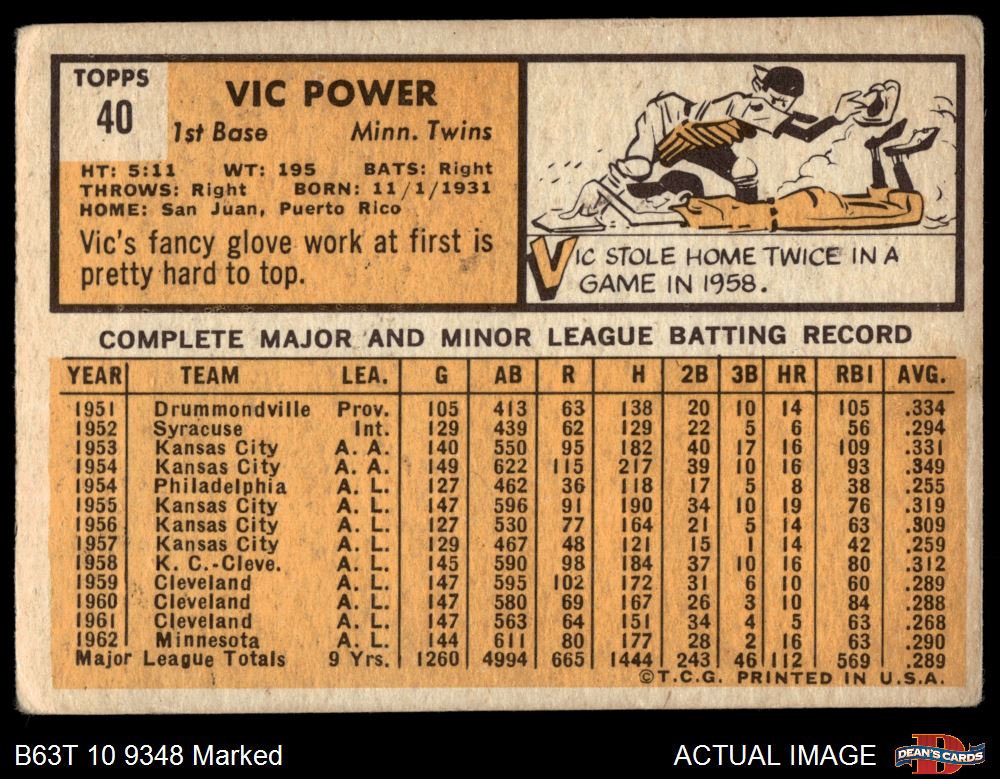 TOPPS
40
VIC POWER
1st Base Minn. Twins
HT: 5:11 WT: 195 BATS: Right
THROWS: Right BORN: 11/1/1931
HOME: San Juan, Puerto Rico
Vic's fancy glove work at first is
pretty hard to top.
VIC STOLE HOME TWICE IN A
GAME IN 1958.
COMPLETE MAJOR AND MINOR LEAGUE BATTING RECORD
YEAR TEAM LEA. G AB R H 2B 3B HR RBI AVG.
1951 Drummondville Prov. 105 413 63 138 20 10 14 105 .334
1952 Syracuse Int. 129 439 62 129 22 5 6 56 .294
1953 Kansas City A. A. 140 550 95 182 40 17 16 109 .331
1954 Kansas City A. A. 149 622 115 217 39 10 16 93 .349
1954 Philadelphia A. L. 127 462 36 118 17 5 8 38 .255
1955 Kansas City A. L. 147 596 91 190 34 10 19 76 .319
1956 Kansas City A. L. 127 530 77 164 21 5 14 63 .309
1957 Kansas City A. L. 129 467 48 121 15 1 14 42 .259
1958 K. C.-Cleve. A. L. 145 590 98 184 37 10 16 80 .312
1959 Cleveland A. L. 147 595 102 172 31 6 10 60 .289
1960 Cleveland A. L. 147 580 69 167 26 3 10 84 .288
1961 Cleveland A. L. 147 563 64 151 34 4 5 63 .268
1962 Minnesota A. L. 144 611 80 177 28 2 16 63 .290
Major League Totals 9 Yrs. 1260 4994 665 1444 243 46 112 569 .289
©T.C.G. PRINTED IN U.S.A.
B63T 10 9348 Marked ACTUAL IMAGE DEAN'S CARDS